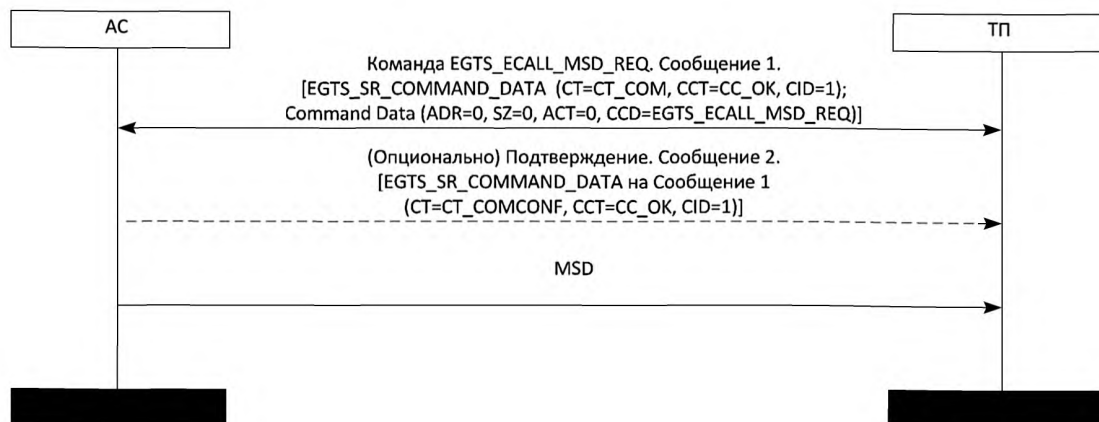 АС
ТП
Команда EGTS_ECALL_MSD_REQ. Сообщение 1.
[EGTS_SR_COMMAND_DATA (CT=CT_COM, CCT=CC_OK, CID=1);
Command Data (ADR=0, SZ=0, ACT=0, CCD=EGTS_ECALL_MSD_REQ)]
(Опционально) Подтверждение. Сообщение 2.
[EGTS_SR_COMMAND_DATA на Сообщение 1
(CT=CT_COMCONF, CCT=CC_OK, CID=1)]
MSD